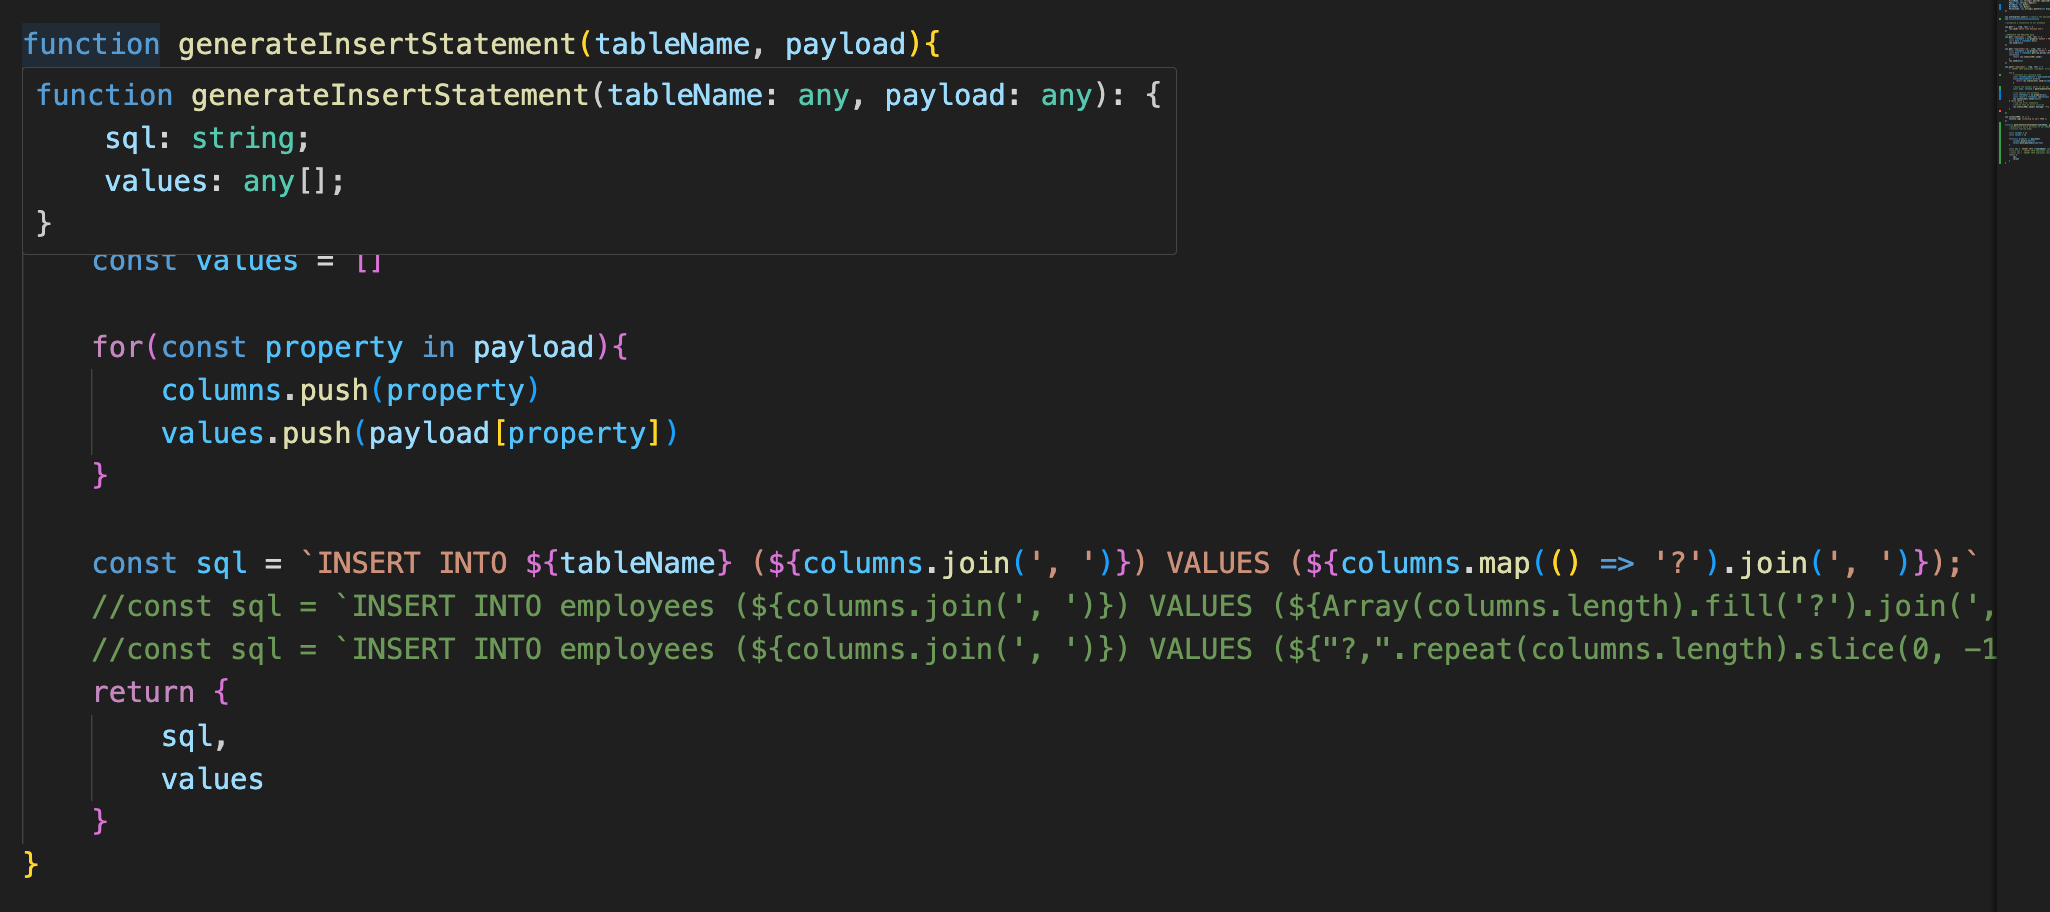 function generateInsertStatement(tableName, payload){
function generateInsertStatement(tableName: any, payload: any): {
    sql: string;
    values: any[];
}
    const values = []
    for(const property in payload){
        columns.push(property)
        values.push(payload[property])
    }
    const sql = `INSERT INTO ${tableName} (${columns.join(', ')}) VALUES (${columns.map(() => '?').join(', ')});`
    //const sql = `INSERT INTO employees (${columns.join(', ')}) VALUES (${Array(columns.length).fill('?').join(',
    //const sql = `INSERT INTO employees (${columns.join(', ')}) VALUES (${"?,".repeat(columns.length).slice(0, -1
    return {
        sql,
        values
    }
}